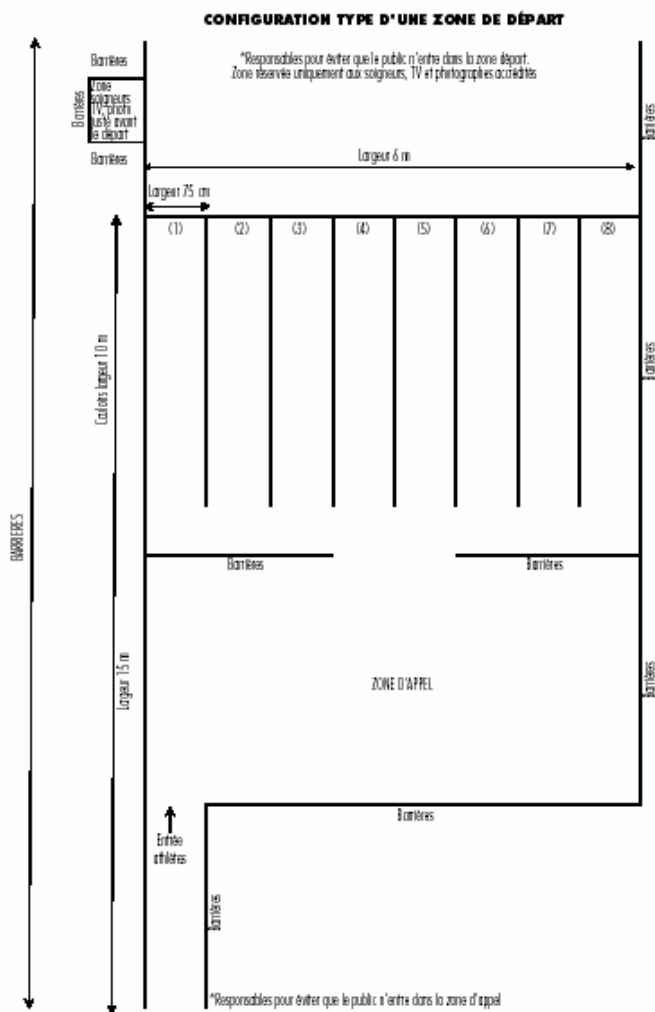 CONFIGURATION TYPE D'UNE ZONE DE DÉPART
*Responsables pour éviter que le public n'entre dans la zone départ.
Zone réservée uniquement aux soigneurs, TV et photographes accrédités
Barrières
Barrières
Zone
soigneurs
TV, photo
juste avant
le départ
Barrières
Barrières
Largeur 6 m
Largeur 75 cm
(1)
(2)
(3)
(4)
(5)
(6)
(7)
(8)
Couloirs largeur 10 m
Barrières
BARRIERES
Barrières
Barrières
Largeur 15 m
ZONE D'APPEL
Barrières
Barrières
Entrée
athlètes
Barrières
*Responsables pour éviter que le public n'entre dans la zone d'appel